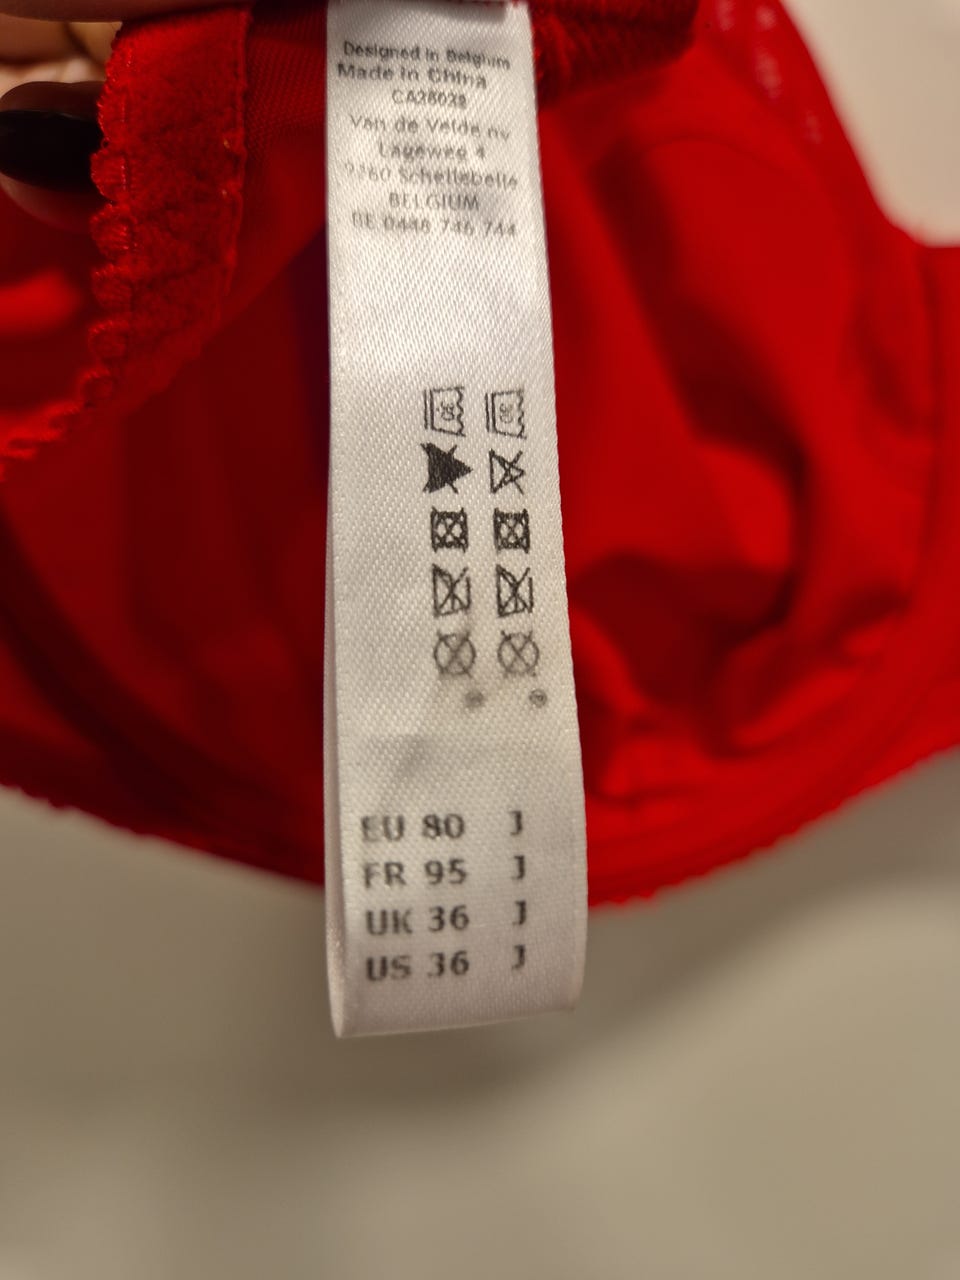 Designed in Belgium
Made in China
CA26028
Van de Velde nv
Lageweg 4
9260 Schellebelle
BELGIUM
BE 0448 746 744
EU 80 J
FR 95 J
UK 36 J
US 36 J